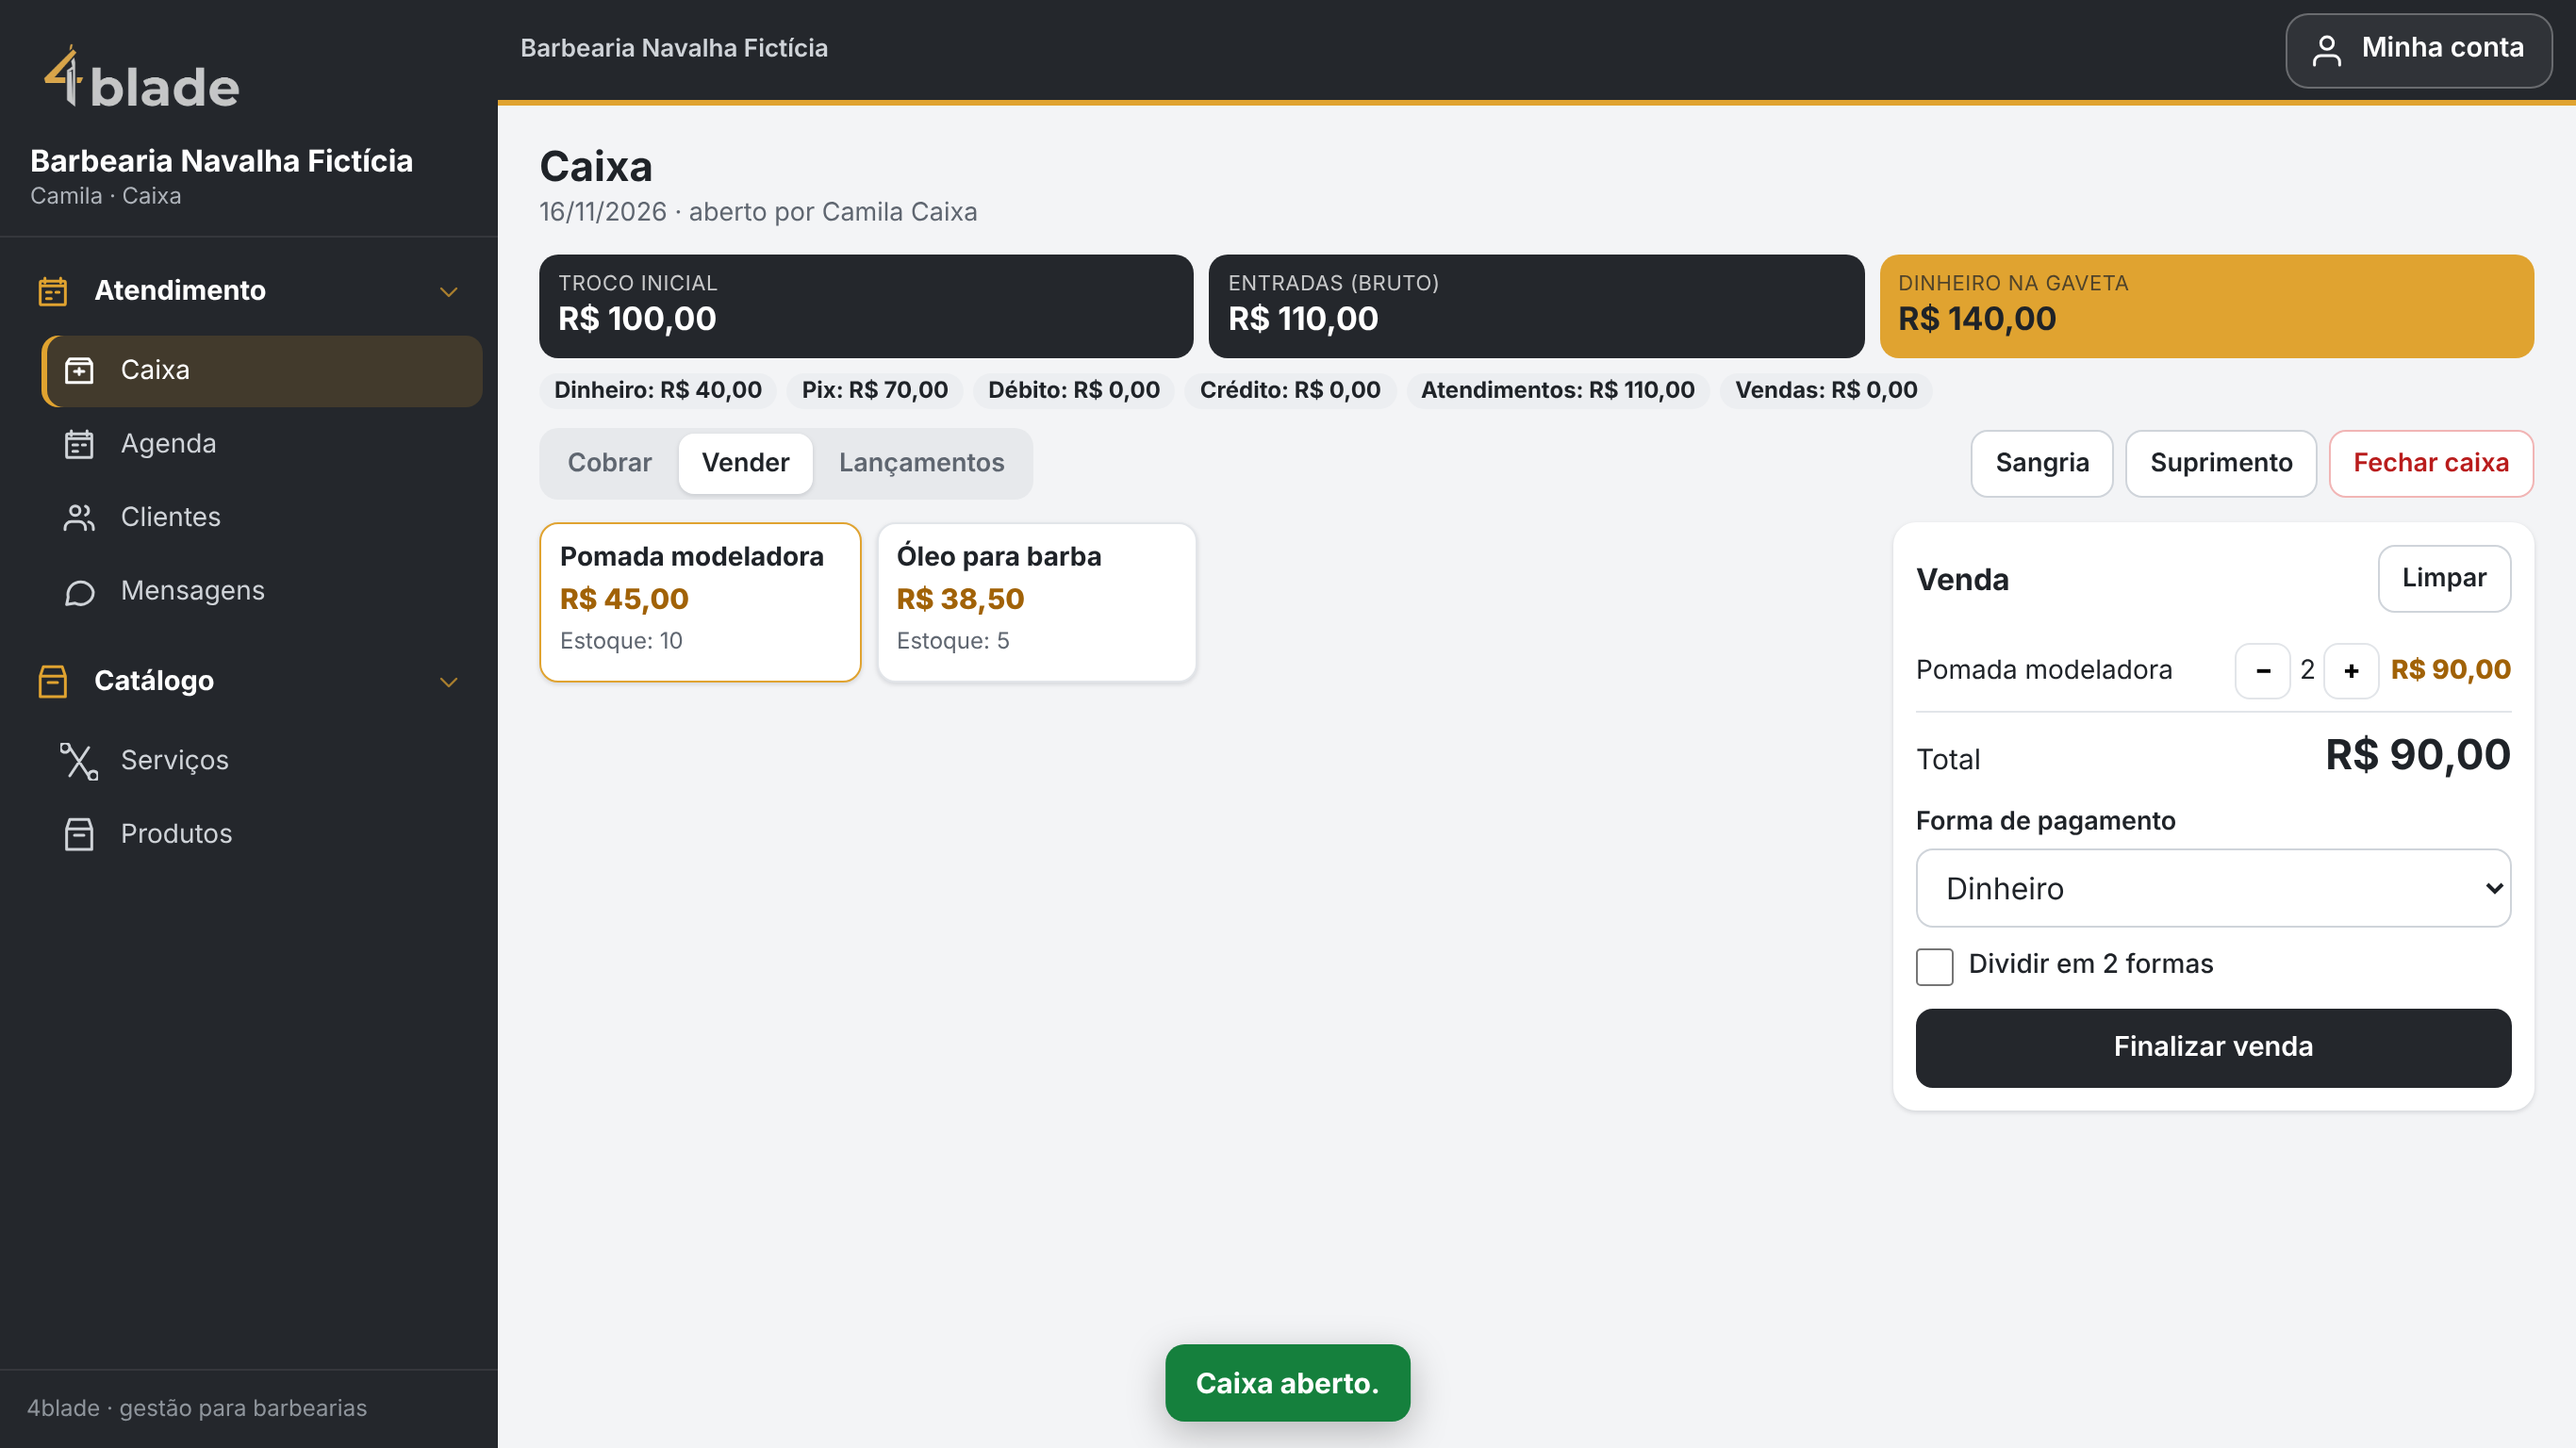 4blade
Barbearia Navalha Fictícia
Camila · Caixa
Atendimento
Caixa
Agenda
Clientes
Mensagens
Catálogo
Serviços
Produtos
4blade · gestão para barbearias
Barbearia Navalha Fictícia
Minha conta
Caixa
16/11/2026 · aberto por Camila Caixa
TROCO INICIAL
R$ 100,00
ENTRADAS (BRUTO)
R$ 110,00
DINHEIRO NA GAVETA
R$ 140,00
Dinheiro: R$ 40,00 Pix: R$ 70,00 Débito: R$ 0,00 Crédito: R$ 0,00 Atendimentos: R$ 110,00 Vendas: R$ 0,00
Cobrar Vender Lançamentos
Sangria Suprimento Fechar caixa
Pomada modeladora
R$ 45,00
Estoque: 10
Óleo para barba
R$ 38,50
Estoque: 5
Venda
Limpar
Pomada modeladora − 2 + R$ 90,00
Total R$ 90,00
Forma de pagamento
Dinheiro
Dividir em 2 formas
Finalizar venda
Caixa aberto.